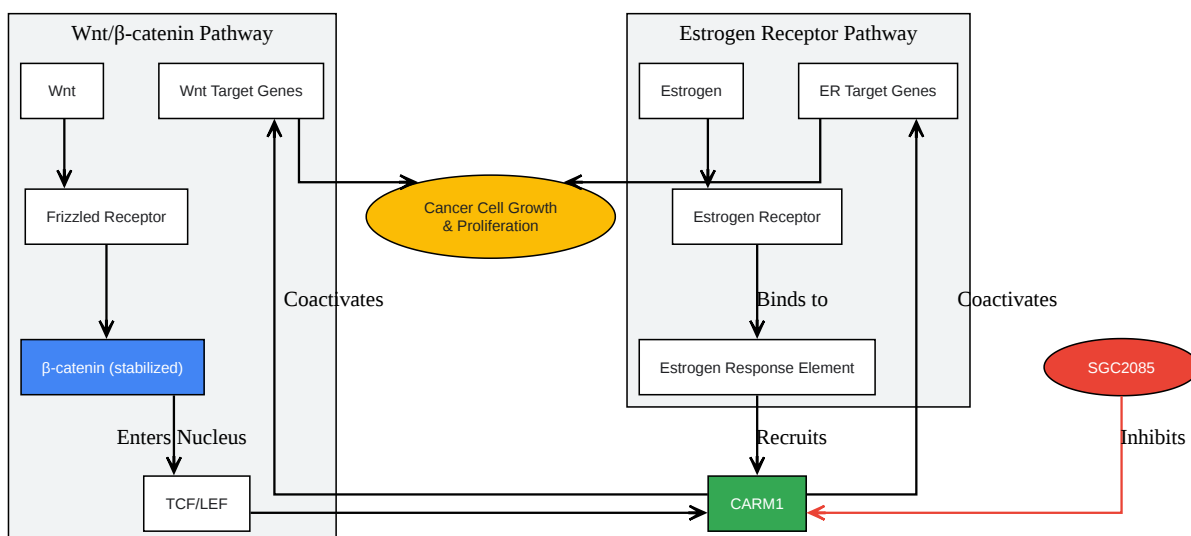 Wnt/β-catenin Pathway
Estrogen Receptor Pathway
Wnt
Wnt Target Genes
Estrogen
ER Target Genes
Frizzled Receptor
Cancer Cell Growth
& Proliferation
Estrogen Receptor
Coactivates
Binds to
Coactivates
β-catenin (stabilized)
Estrogen Response Element
SGC2085
Enters Nucleus
Recruits
Inhibits
TCF/LEF
CARM1